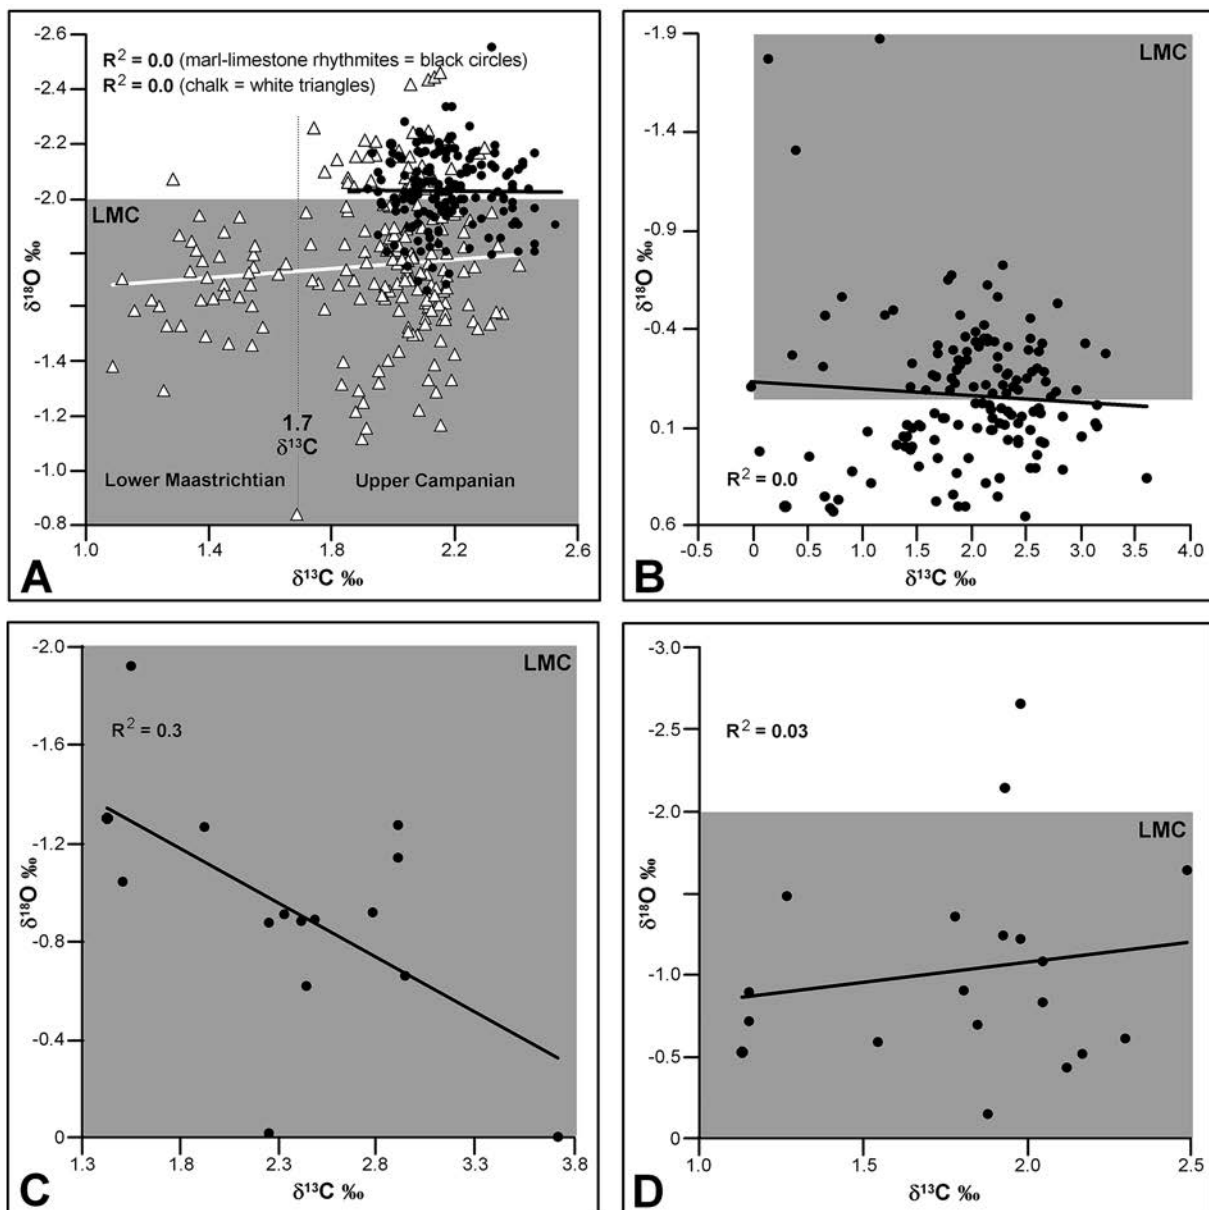 -2.6
-2.4
-2.2
-2.0
-1.8
-1.6
-1.4
-1.2
-1.0
-0.8
δ18O ‰
R2 = 0.0 (marl-limestone rhythmites = black circles)
R2 = 0.0 (chalk = white triangles)
LMC
1.7
δ13C
Lower Maastrichtian Upper Campanian
1.0 1.4 1.8 2.2 2.6
δ13C ‰
A
-1.9
-1.4
-0.9
-0.4
0.1
0.6
δ18O ‰
LMC
R2 = 0.0
-0.5 0 0.5 1.0 1.5 2.0 2.5 3.0 3.5 4.0
δ13C ‰
B
-2.0
-1.6
-1.2
-0.8
-0.4
0
δ18O ‰
LMC
R2 = 0.3
1.3 1.8 2.3 2.8 3.3 3.8
δ13C ‰
C
-3.0
-2.5
-2.0
-1.0
-0.5
0
δ18O ‰
R2 = 0.03
LMC
1.0 1.5 2.0 2.5
δ13C ‰
D